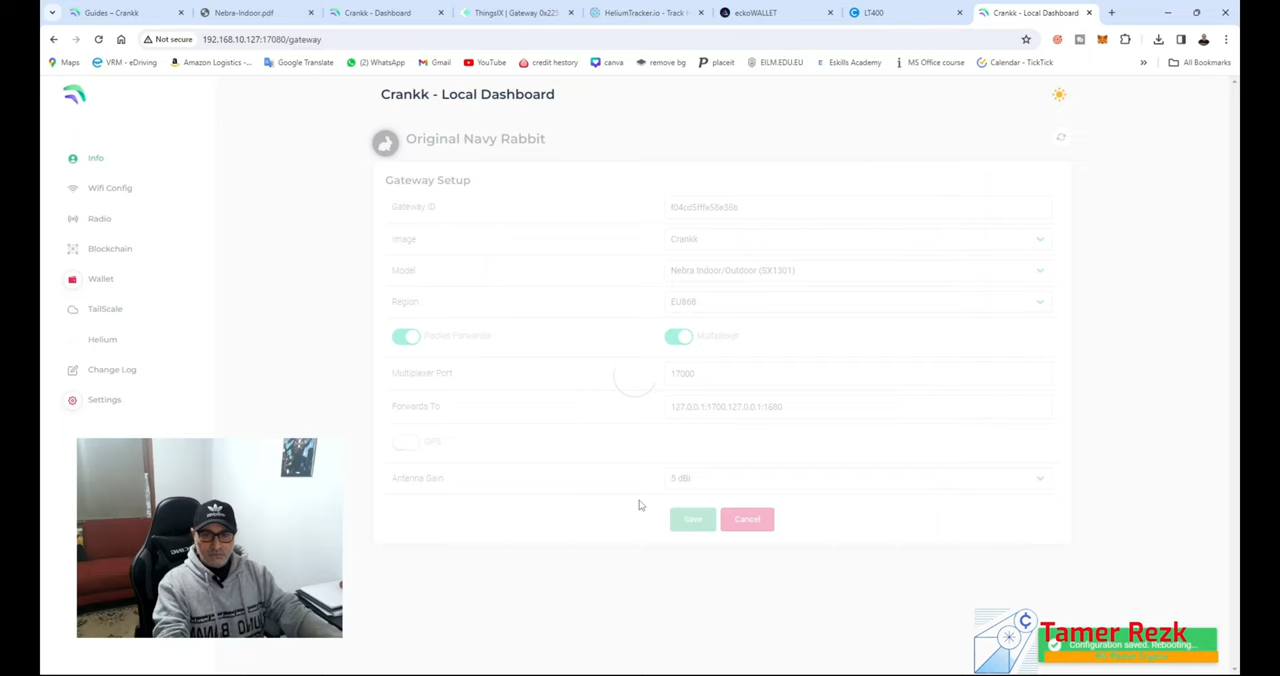 Guides – Crankk
Nebra-Indoor.pdf
Crankk - Dashboard
ThingsIX | Gateway 0x225
HeliumTracker.io - Track H
eckoWALLET
LT400
Crankk - Local Dashboard
Not secure
192.168.10.127:17080/gateway
Maps
VRM - eDriving
Amazon Logistics -...
Google Translate
(2) WhatsApp
Gmail
YouTube
credit hestory
canva
remove bg
placeit
EILM.EDU.EU
Eskills Academy
MS Office course
Calendar - TickTick
All Bookmarks
Crankk - Local Dashboard
Original Navy Rabbit
Info
Wifi Config
Radio
Blockchain
Wallet
TailScale
Helium
Change Log
Settings
Gateway Setup
Gateway ID
f04cd5fffe58e36b
Image
Crankk
Model
Nebra Indoor/Outdoor (SX1301)
Region
EU868
Packet Forwarder
Multiplexer
Multiplexer Port
17000
Forwards To
127.0.0.1:1700,127.0.0.1:1680
GPS
Antenna Gain
5 dBi
Save
Cancel
Tamer Rezk
Configuration saved. Rebooting...